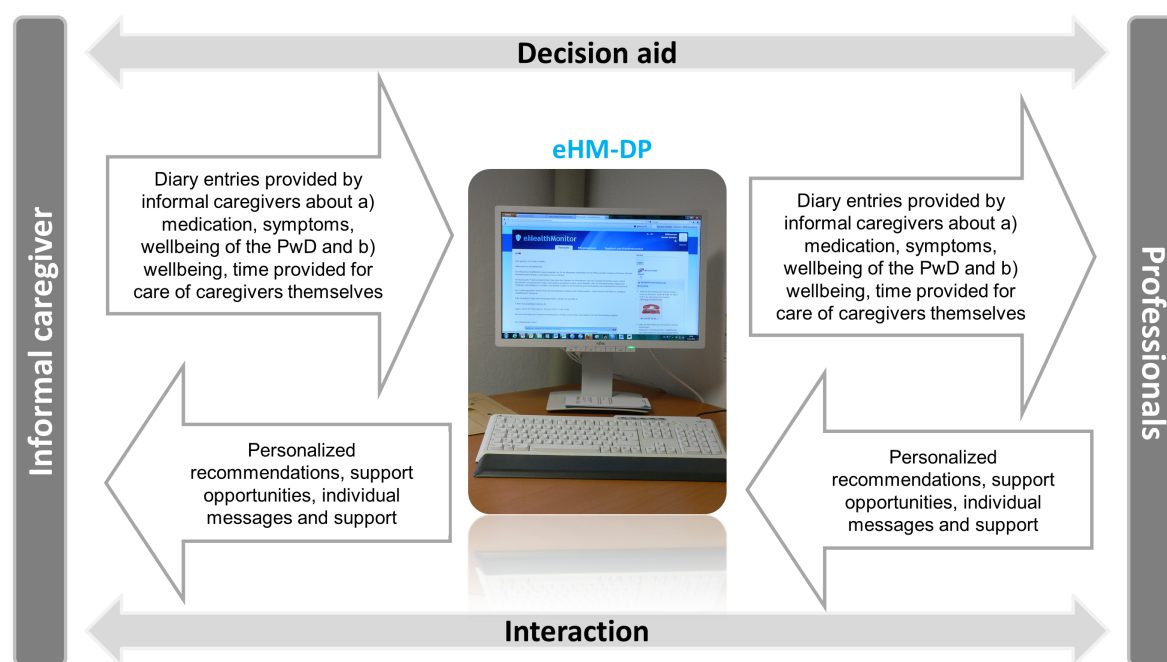 Decision aid
Informal caregiver
Diary entries provided by
informal caregivers about a)
medication, symptoms,
wellbeing of the PwD and b)
wellbeing, time provided for
care of caregivers themselves
eHM-DP
eHealthMonitor
Diary entries provided by
informal caregivers about a)
medication, symptoms,
wellbeing of the PwD and b)
wellbeing, time provided for
care of caregivers themselves
Professionals
Personalized
recommendations, support
opportunities, individual
messages and support
Personalized
recommendations, support
opportunities, individual
messages and support
Interaction